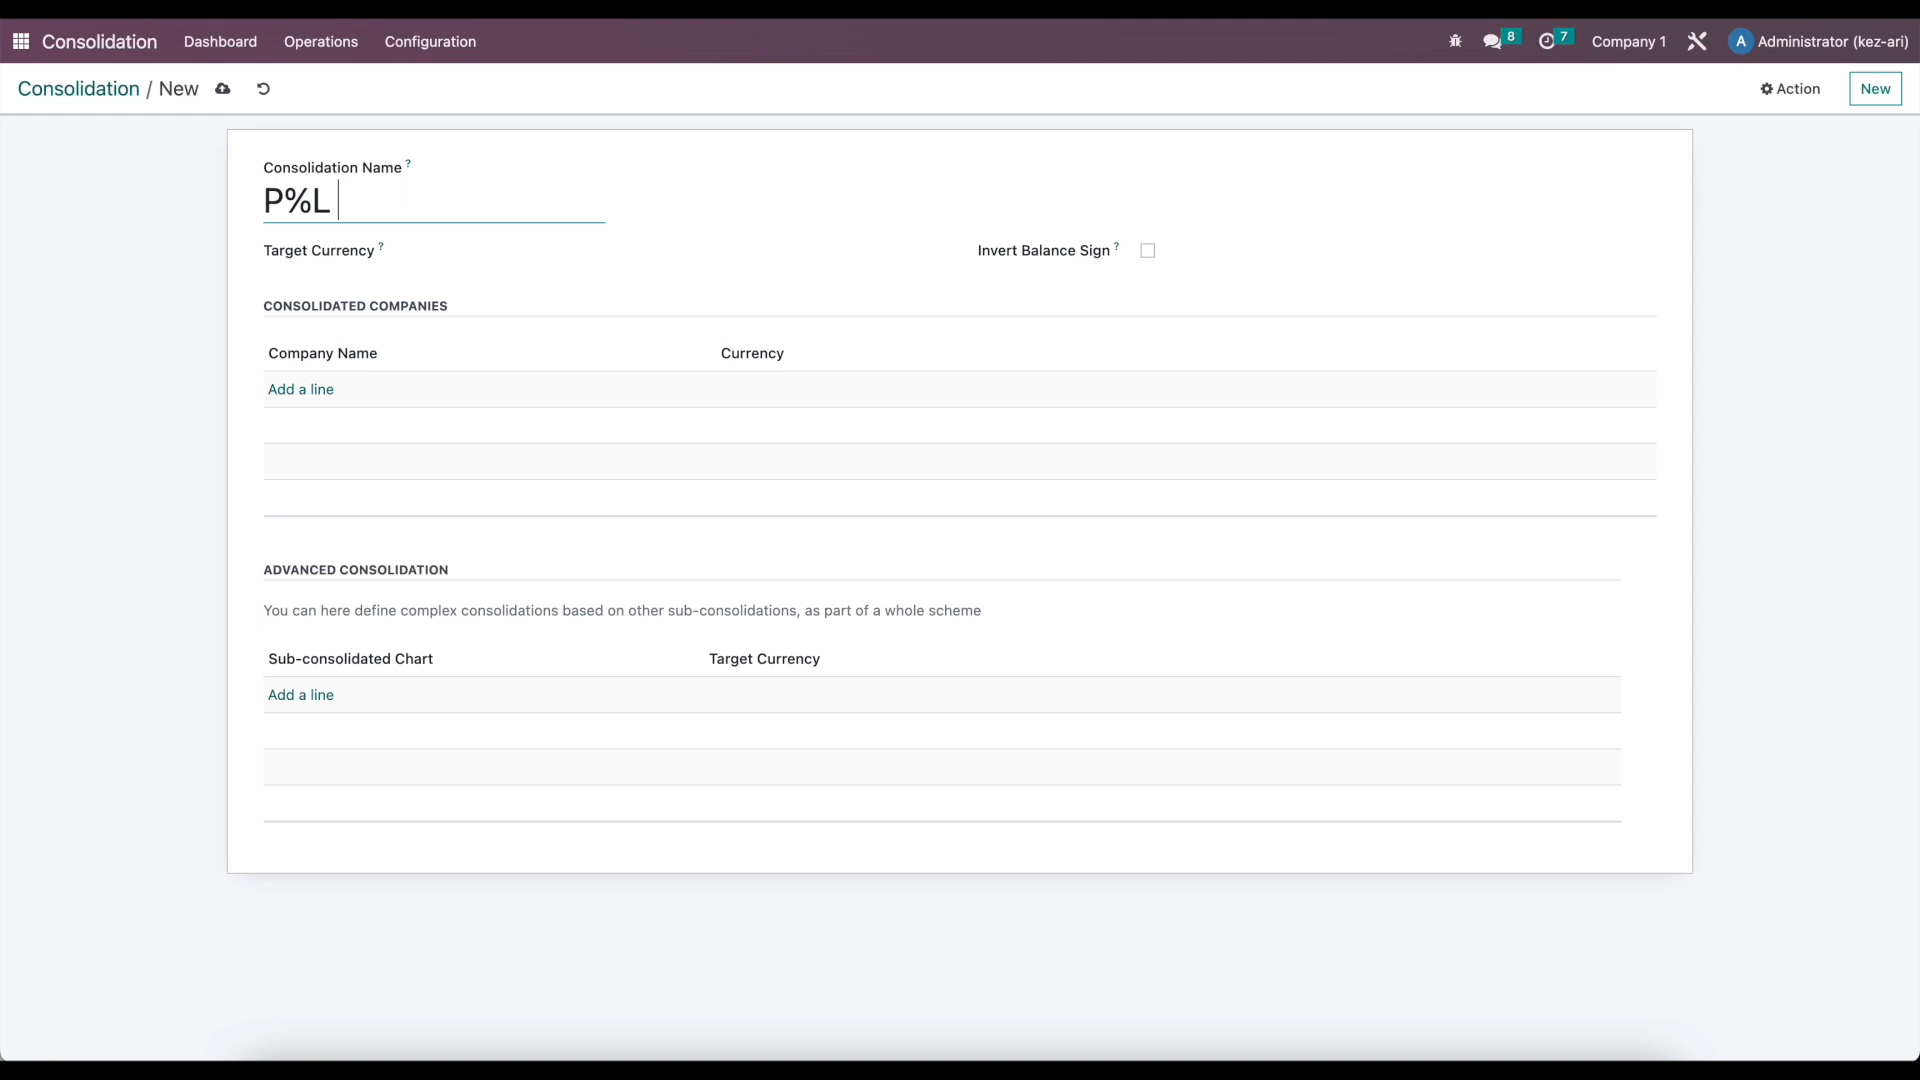 Consolidation Dashboard Operations Configuration 8 7 Company 1 A Administrator (kez-ari)
Consolidation / New Action New
Consolidation Name ?
P%L
Target Currency ? Invert Balance Sign ?
CONSOLIDATED COMPANIES
Company Name Currency
Add a line
ADVANCED CONSOLIDATION
You can here define complex consolidations based on other sub-consolidations, as part of a whole scheme
Sub-consolidated Chart Target Currency
Add a line